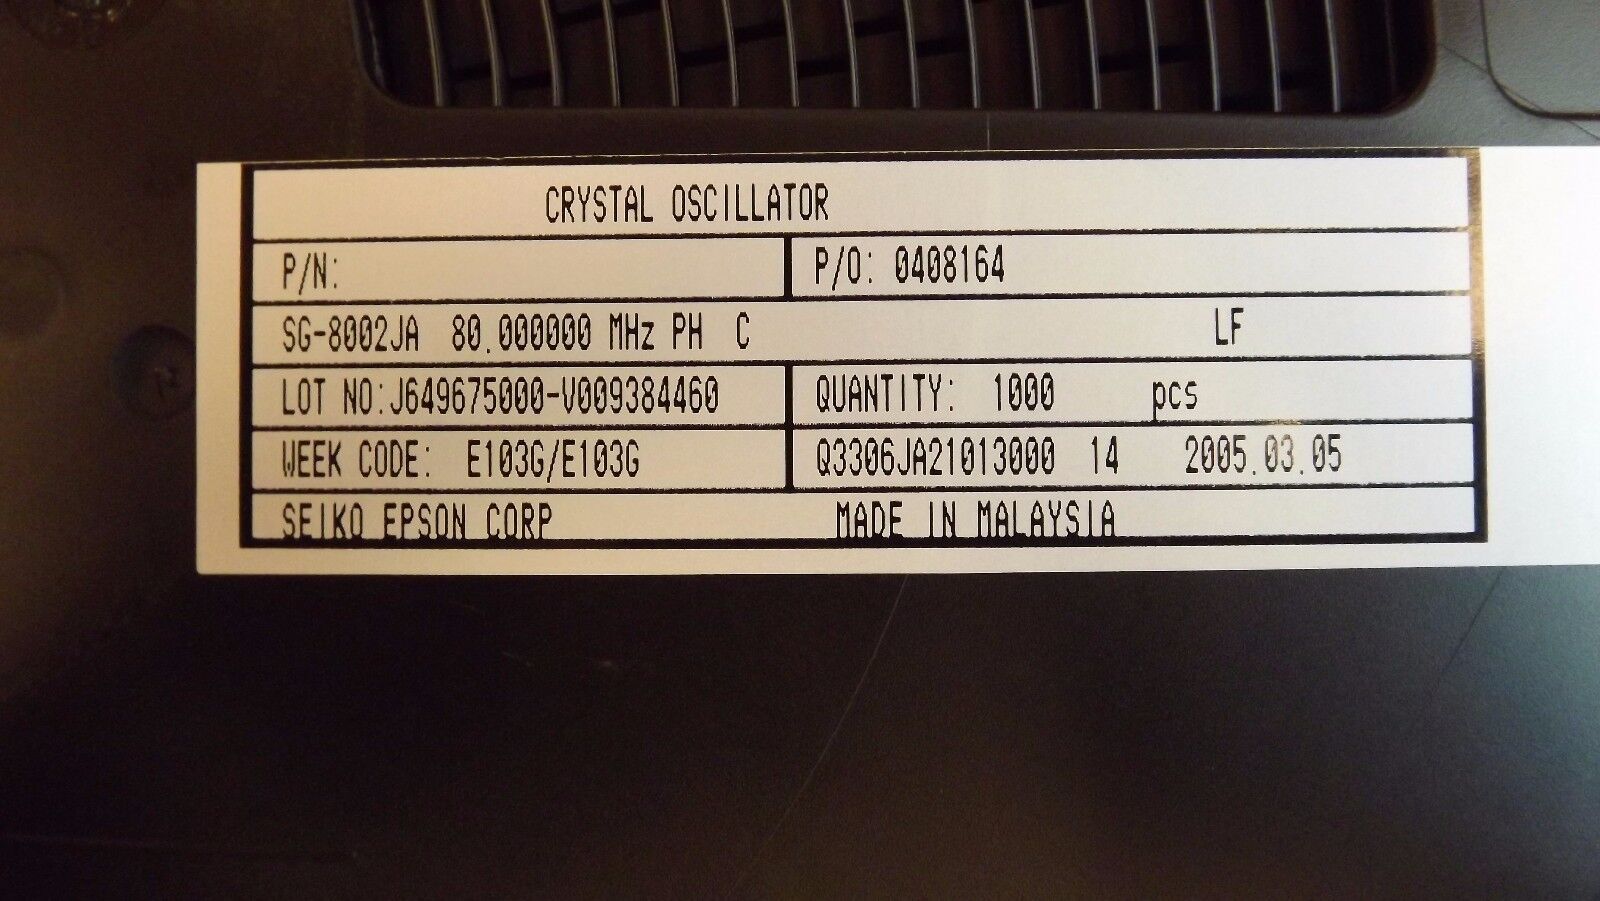 CRYSTAL OSCILLATOR
P/N: P/O: 0408164
SG-8002JA 80.000000 MHz PH C LF
LOT NO:J649675000-V009384460 QUANTITY: 1000 pcs
WEEK CODE: E103G/E103G Q3306JA21013000 14 2005.03.05
SEIKO EPSON CORP MADE IN MALAYSIA